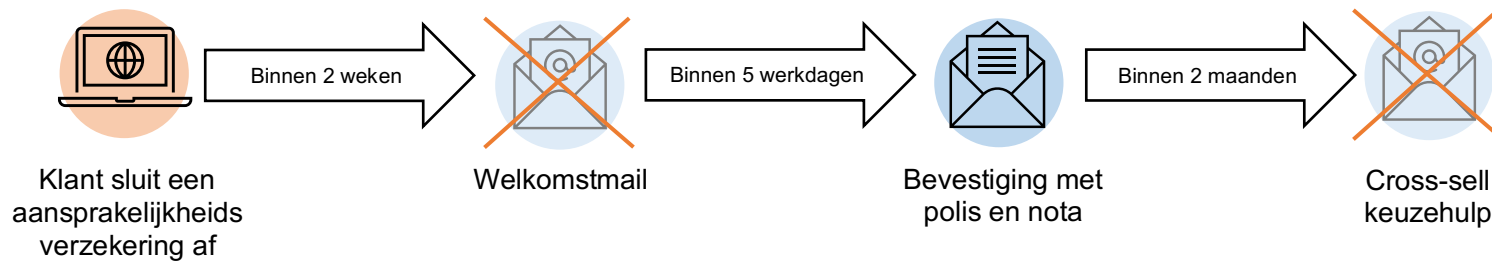 Binnen 2 weken
Binnen 5 werkdagen
Binnen 2 maanden
Klant sluit een
aansprakelijkheids
verzekering af
Welkomstmail
Bevestiging met
polis en nota
Cross-sell
keuzehulp